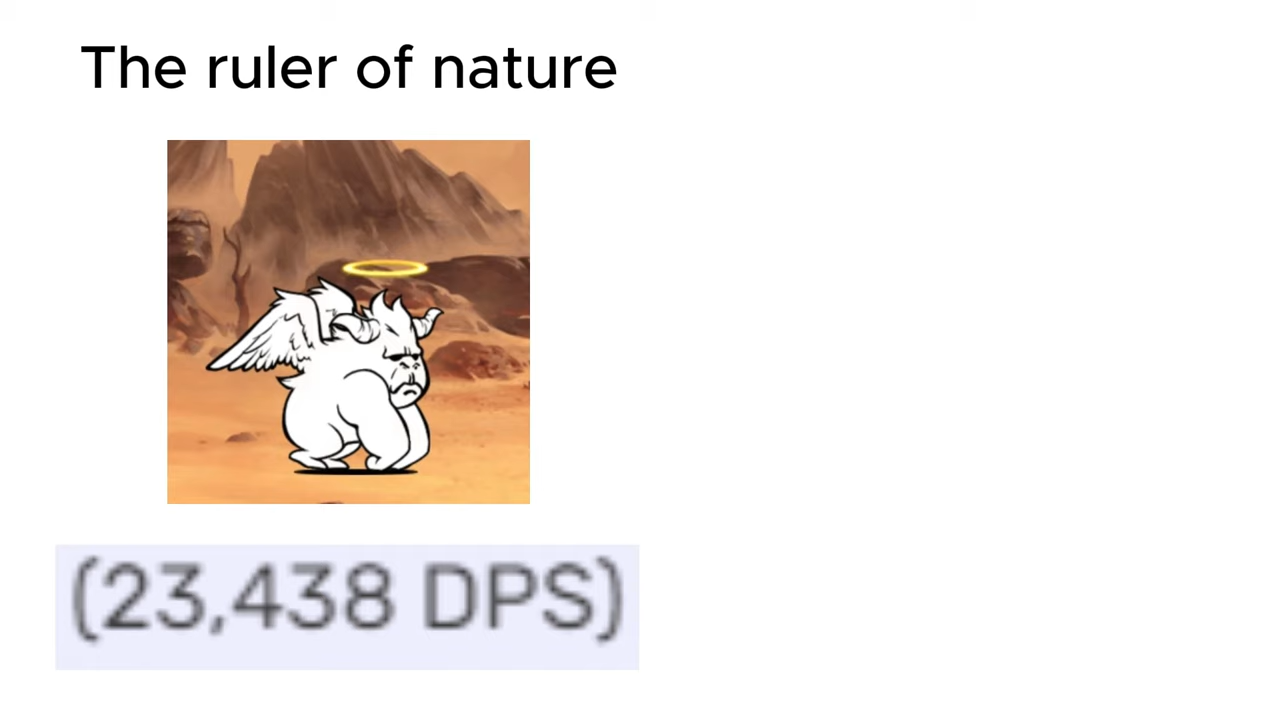 The ruler of nature
(23,438 DPS)